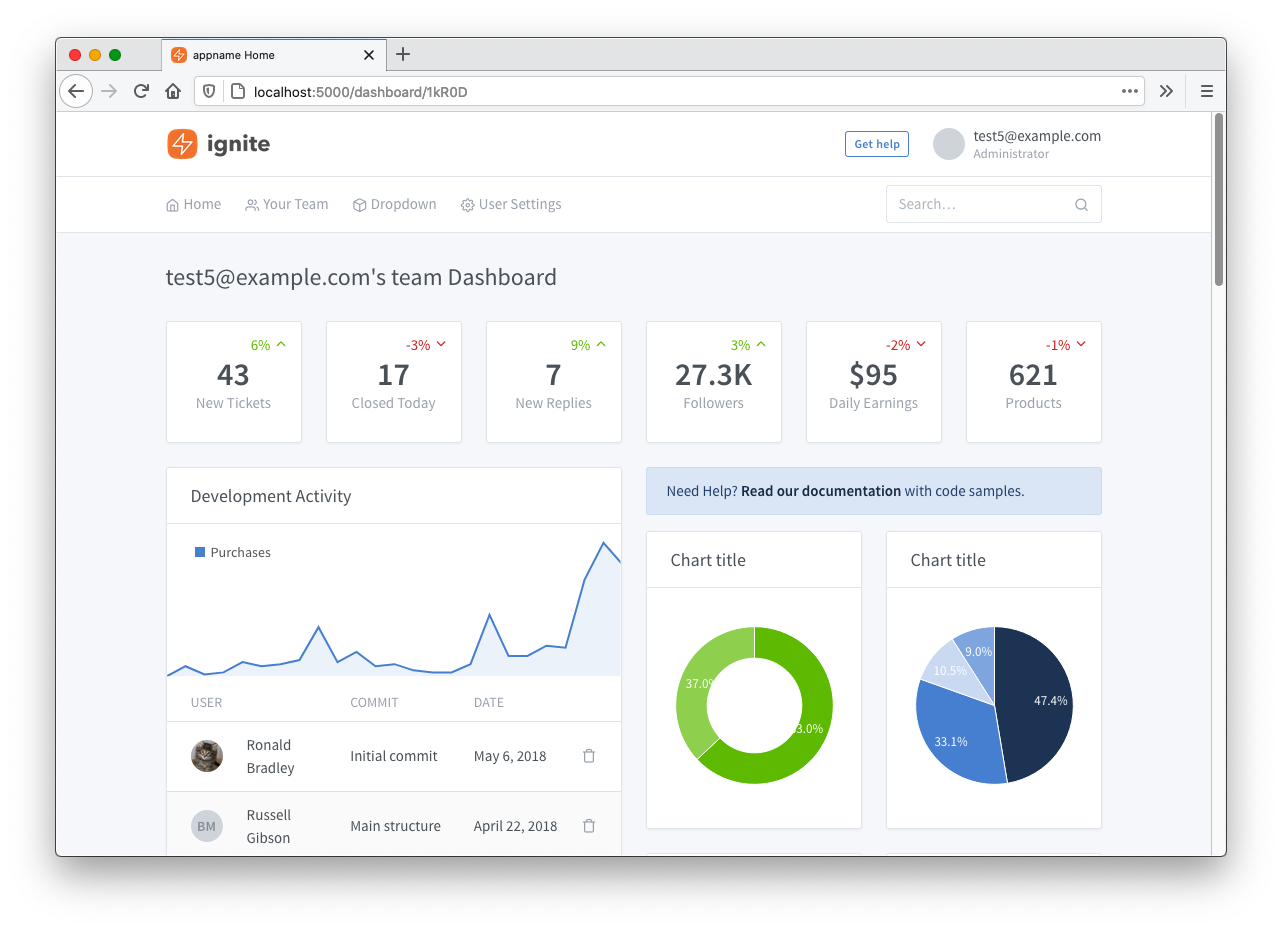 appname Home
localhost:5000/dashboard/1kR0D
ignite
Get help
test5@example.com
Administrator
Home
Your Team
Dropdown
User Settings
Search...
test5@example.com's team Dashboard
6%
43
New Tickets
-3%
17
Closed Today
9%
7
New Replies
3%
27.3K
Followers
-2%
$95
Daily Earnings
-1%
621
Products
Development Activity
Purchases
USER COMMIT DATE
Ronald
Bradley
Initial commit
May 6, 2018
BM
Russell
Gibson
Main structure
April 22, 2018
Need Help? Read our documentation with code samples.
Chart title
37.0%
3.0%
Chart title
9.0%
10.5%
47.4%
33.1%